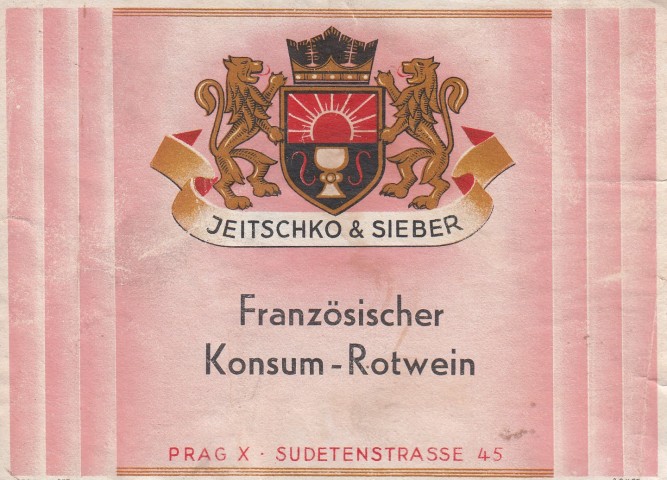 JEITSCHKO & SIEBER
Französischer
Konsum-Rotwein
PRAG X · SUDETENSTRASSE 45